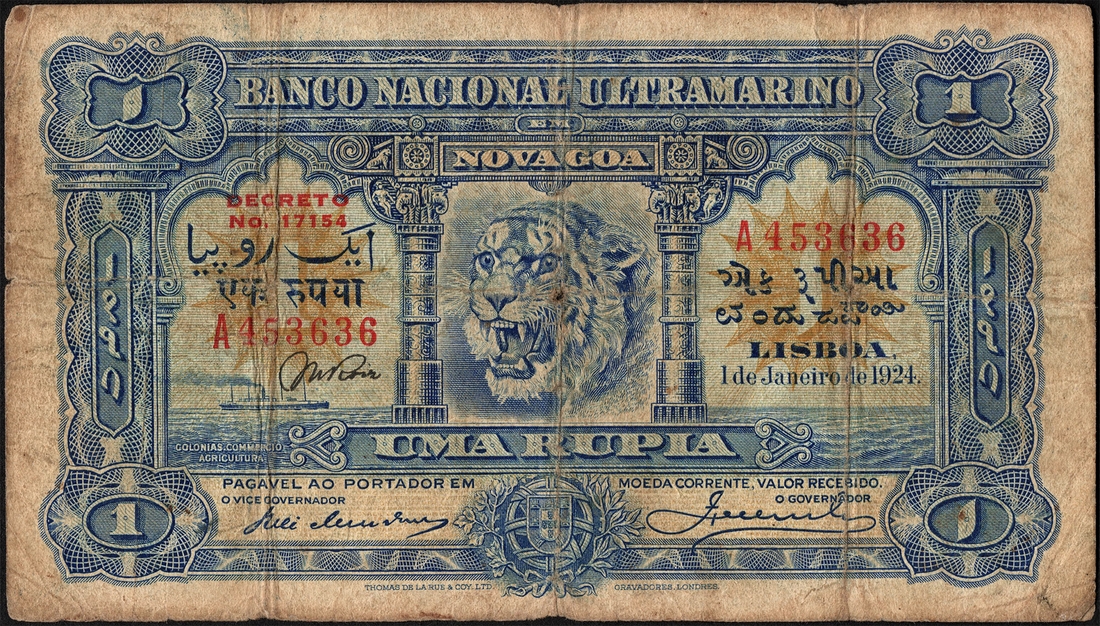 BANCO NACIONAL ULTRAMARINO
1
EM
NOVA GOA
DECRETO
No. 17154
ایک روپیا
एक रुपया
A453636
A453636
એક રૂપિઆ
ಒಂದು ರೂಪಾಯಿ
LISBOA,
1 de Janeiro de 1924.
COLONIAS, COMMERCIO,
AGRICULTURA
UMA RUPIA
PAGAVEL AO PORTADOR EM MOEDA CORRENTE, VALOR RECEBIDO.
O VICE GOVERNADOR
O GOVERNADOR
1
THOMAS DE LA RUE & COY. LTD. GRAVADORES, LONDRES.